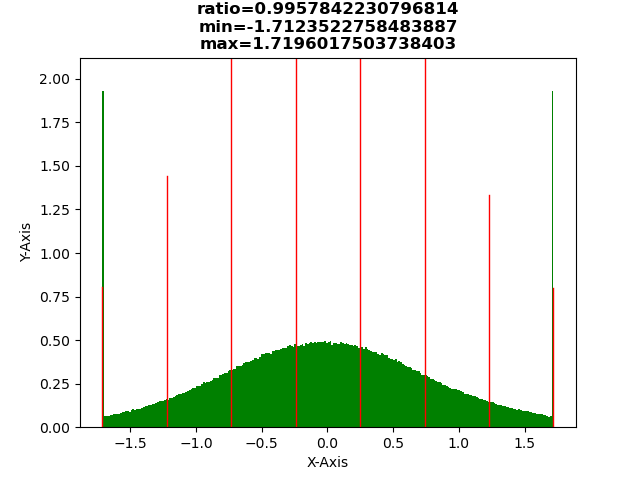 ratio=0.9957842230796814
min=-1.7123522758483887
max=1.7196017503738403
2.00
1.75
1.50
1.25
1.00
0.75
0.50
0.25
0.00
Y-Axis
−1.5 −1.0 −0.5 0.0 0.5 1.0 1.5
X-Axis